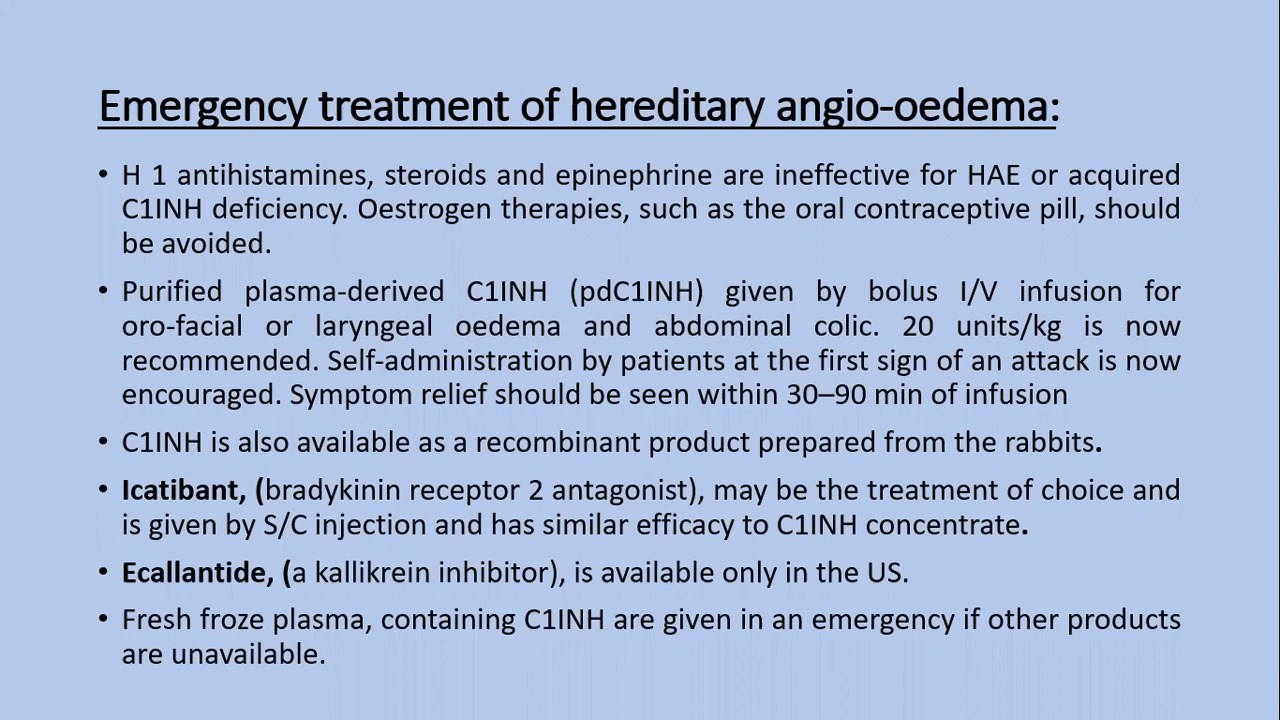 Emergency treatment of hereditary angio-oedema:
• H 1 antihistamines, steroids and epinephrine are ineffective for HAE or acquired
C1INH deficiency. Oestrogen therapies, such as the oral contraceptive pill, should
be avoided.
• Purified plasma-derived C1INH (pdC1INH) given by bolus I/V infusion for
oro-facial or laryngeal oedema and abdominal colic. 20 units/kg is now
recommended. Self-administration by patients at the first sign of an attack is now
encouraged. Symptom relief should be seen within 30–90 min of infusion
• C1INH is also available as a recombinant product prepared from the rabbits.
• Icatibant, (bradykinin receptor 2 antagonist), may be the treatment of choice and
is given by S/C injection and has similar efficacy to C1INH concentrate.
• Ecallantide, (a kallikrein inhibitor), is available only in the US.
• Fresh froze plasma, containing C1INH are given in an emergency if other products
are unavailable.